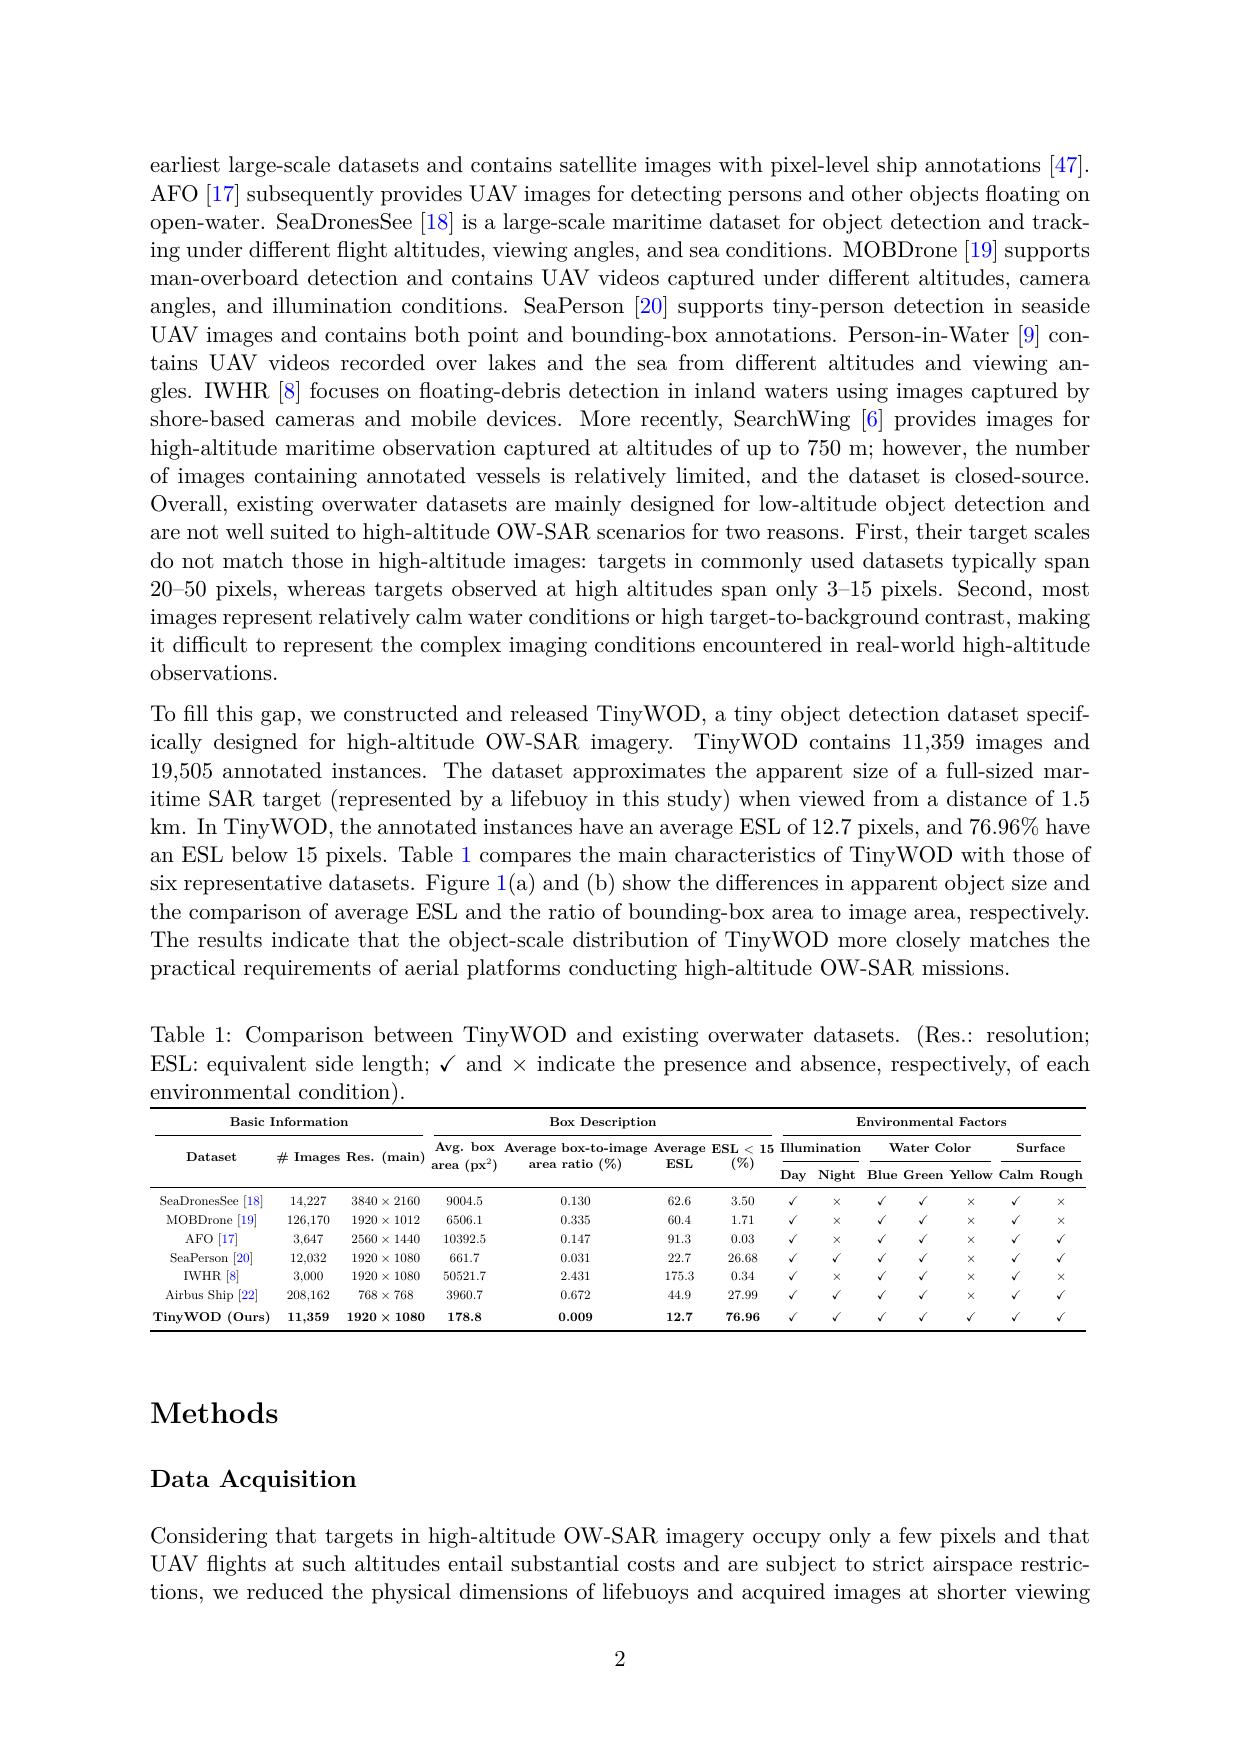 earliest large-scale datasets and contains satellite images with pixel-level ship annotations [47].
AFO [17] subsequently provides UAV images for detecting persons and other objects floating on
open-water. SeaDronesSee [18] is a large-scale maritime dataset for object detection and track-
ing under different flight altitudes, viewing angles, and sea conditions. MOBDrone [19] supports
man-overboard detection and contains UAV videos captured under different altitudes, camera
angles, and illumination conditions. SeaPerson [20] supports tiny-person detection in seaside
UAV images and contains both point and bounding-box annotations. Person-in-Water [9] con-
tains UAV videos recorded over lakes and the sea from different altitudes and viewing an-
gles. IWHR [8] focuses on floating-debris detection in inland waters using images captured by
shore-based cameras and mobile devices. More recently, SearchWing [6] provides images for
high-altitude maritime observation captured at altitudes of up to 750 m; however, the number
of images containing annotated vessels is relatively limited, and the dataset is closed-source.
Overall, existing overwater datasets are mainly designed for low-altitude object detection and
are not well suited to high-altitude OW-SAR scenarios for two reasons. First, their target scales
do not match those in high-altitude images: targets in commonly used datasets typically span
20–50 pixels, whereas targets observed at high altitudes span only 3–15 pixels. Second, most
images represent relatively calm water conditions or high target-to-background contrast, making
it difficult to represent the complex imaging conditions encountered in real-world high-altitude
observations.
To fill this gap, we constructed and released TinyWOD, a tiny object detection dataset specif-
ically designed for high-altitude OW-SAR imagery. TinyWOD contains 11,359 images and
19,505 annotated instances. The dataset approximates the apparent size of a full-sized mar-
itime SAR target (represented by a lifebuoy in this study) when viewed from a distance of 1.5
km. In TinyWOD, the annotated instances have an average ESL of 12.7 pixels, and 76.96% have
an ESL below 15 pixels. Table 1 compares the main characteristics of TinyWOD with those of
six representative datasets. Figure 1(a) and (b) show the differences in apparent object size and
the comparison of average ESL and the ratio of bounding-box area to image area, respectively.
The results indicate that the object-scale distribution of TinyWOD more closely matches the
practical requirements of aerial platforms conducting high-altitude OW-SAR missions.
Table 1: Comparison between TinyWOD and existing overwater datasets. (Res.: resolution;
ESL: equivalent side length; ✓ and × indicate the presence and absence, respectively, of each
environmental condition).
Basic Information Box Description Environmental Factors
Dataset # Images Res. (main) Avg. box area (px²) Average box-to-image area ratio (%) Average ESL ESL < 15 (%) Illumination Water Color Surface
Day Night Blue Green Yellow Calm Rough
SeaDronesSee [18] 14,227 3840 × 2160 9004.5 0.130 62.6 3.50 ✓ × ✓ ✓ × ✓ ×
MOBDrone [19] 126,170 1920 × 1012 6506.1 0.335 60.4 1.71 ✓ × ✓ ✓ × ✓ ×
AFO [17] 3,647 2560 × 1440 10392.5 0.147 91.3 0.03 ✓ × ✓ ✓ × ✓ ✓
SeaPerson [20] 12,032 1920 × 1080 661.7 0.031 22.7 26.68 ✓ ✓ ✓ ✓ × ✓ ✓
IWHR [8] 3,000 1920 × 1080 50521.7 2.431 175.3 0.34 ✓ × ✓ ✓ × ✓ ×
Airbus Ship [22] 208,162 768 × 768 3960.7 0.672 44.9 27.99 ✓ ✓ ✓ ✓ × ✓ ✓
TinyWOD (Ours) 11,359 1920 × 1080 178.8 0.009 12.7 76.96 ✓ ✓ ✓ ✓ ✓ ✓ ✓
Methods
Data Acquisition
Considering that targets in high-altitude OW-SAR imagery occupy only a few pixels and that
UAV flights at such altitudes entail substantial costs and are subject to strict airspace restric-
tions, we reduced the physical dimensions of lifebuoys and acquired images at shorter viewing
2